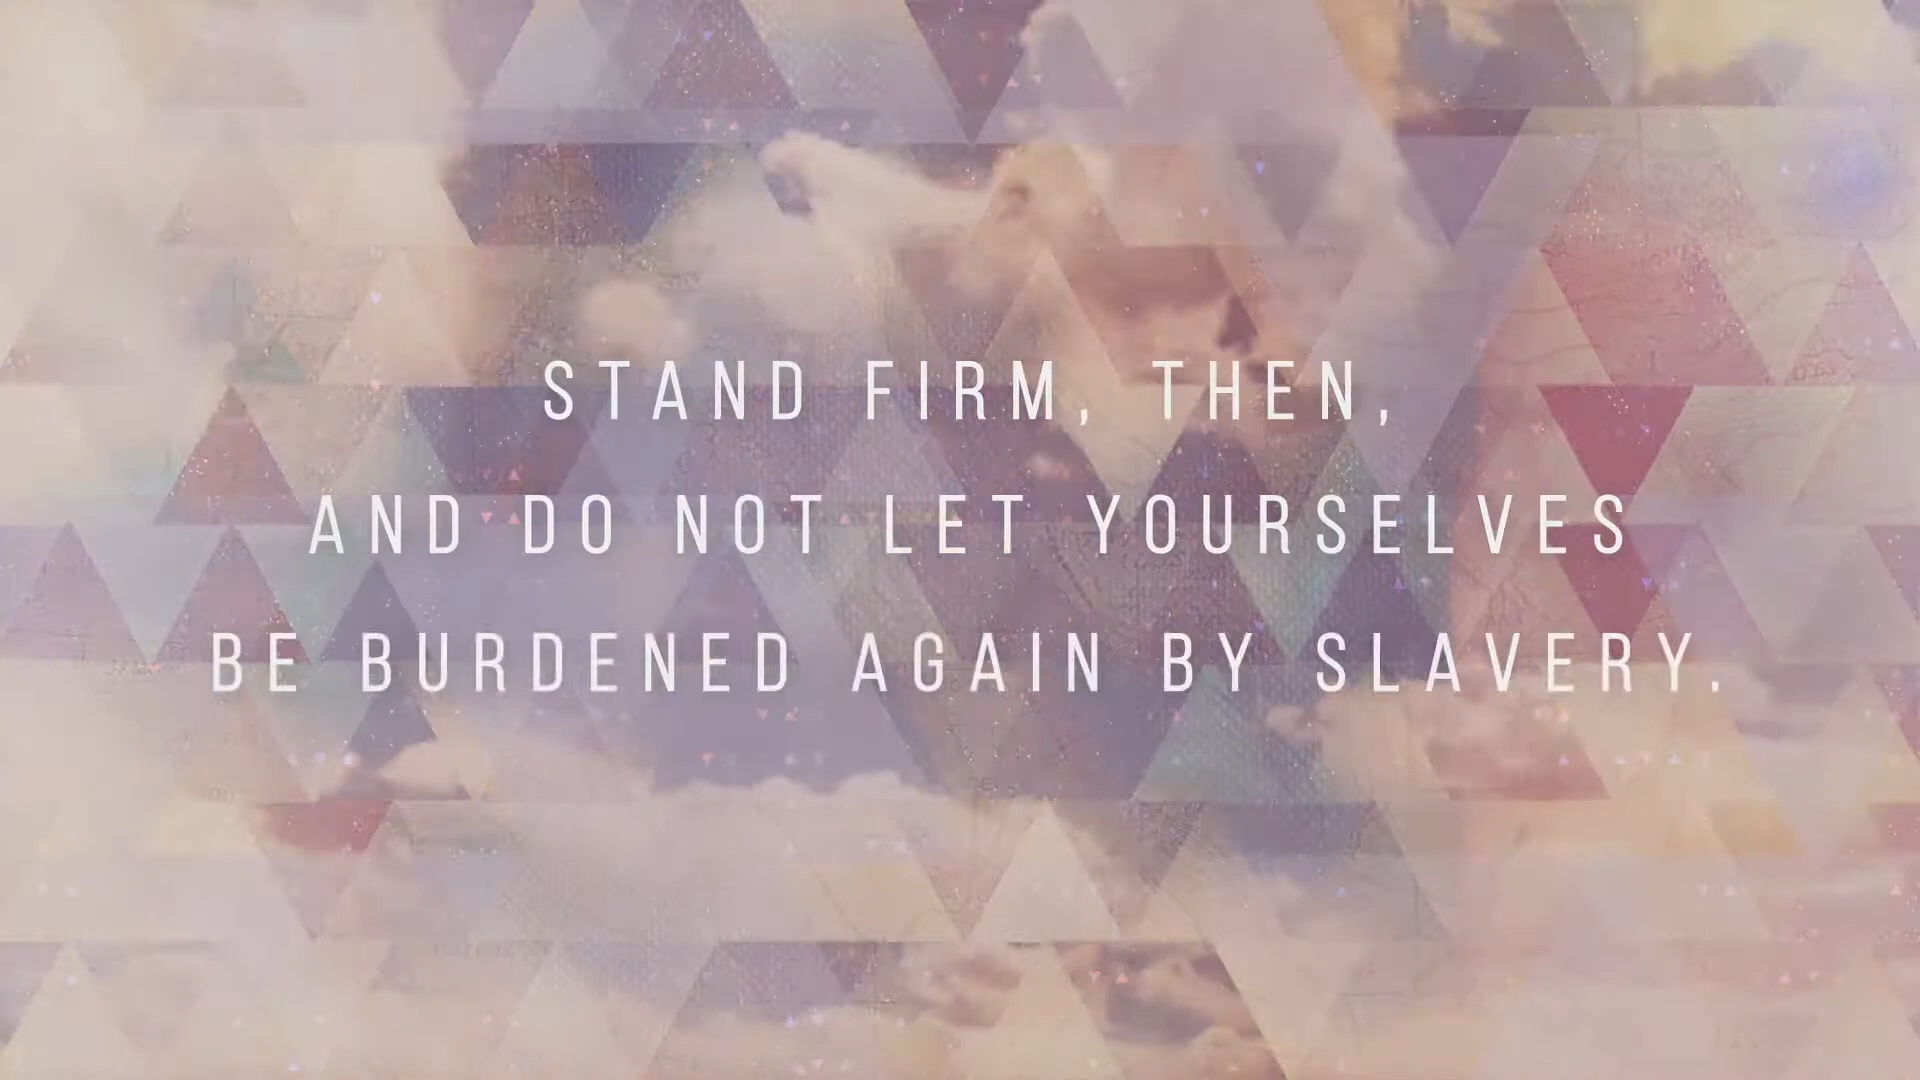 STAND FIRM, THEN,
AND DO NOT LET YOURSELVES
BE BURDENED AGAIN BY SLAVERY.